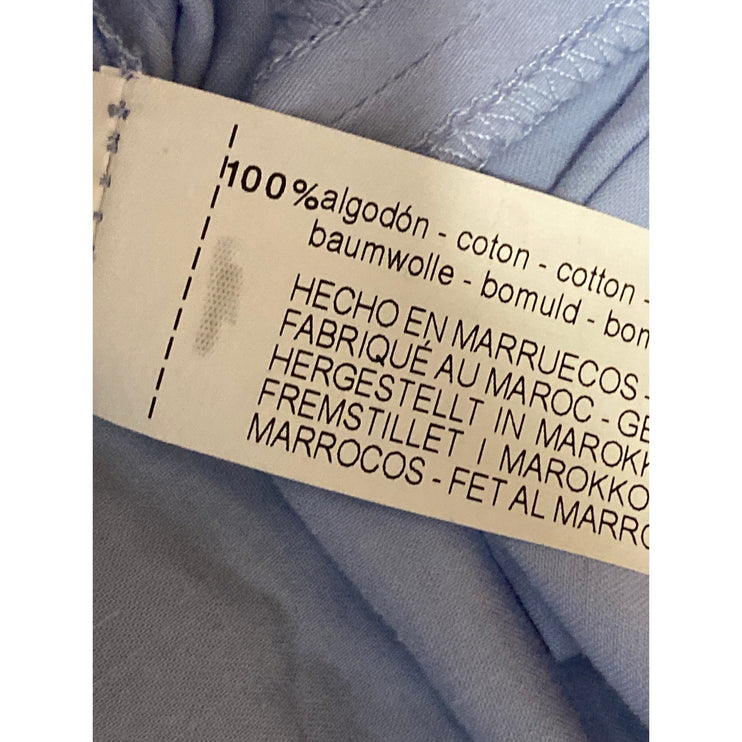 100% algodón - coton - cotton -
baumwolle - bomuld - bom
HECHO EN MARRUECOS -
FABRIQUÉ AU MAROC - GE
HERGESTELLT IN MAROKK
FREMSTILLET I MAROKKO
MARROCOS - FET AL MARRO